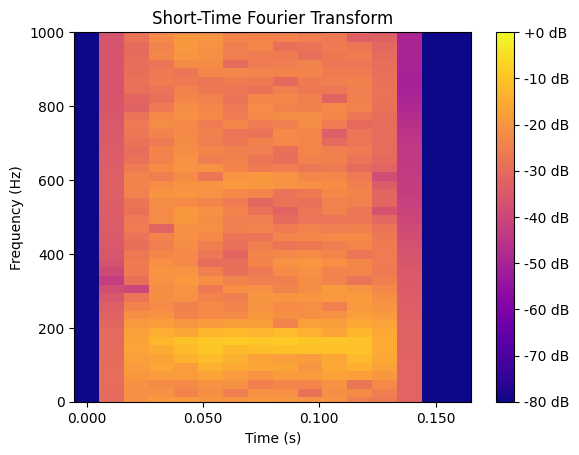 Short-Time Fourier Transform
1000
800
600
400
200
0
Frequency (Hz)
0.000
0.050
0.100
0.150
Time (s)
+0 dB
-10 dB
-20 dB
-30 dB
-40 dB
-50 dB
-60 dB
-70 dB
-80 dB